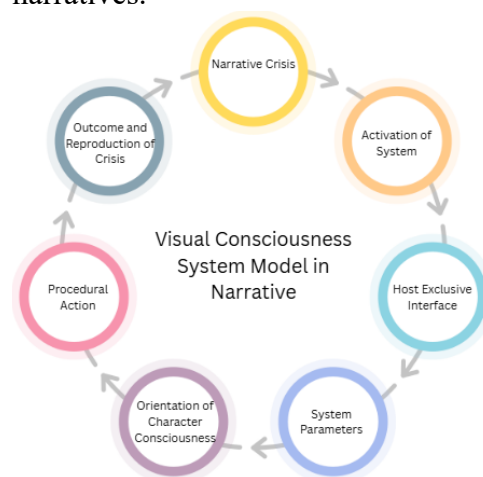 narratives.
Narrative Crisis
Activation of
System
Host Exclusive
Interface
System
Parameters
Orientation of
Character
Consciousness
Procedural
Action
Outcome and
Reproduction of
Crisis
Visual Consciousness
System Model in
Narrative